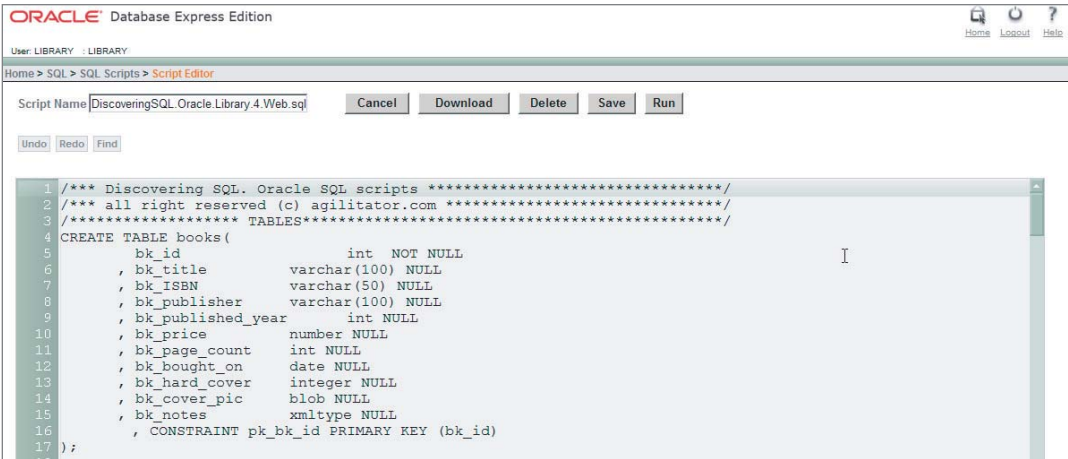 ORACLE Database Express Edition
Home Logout Help
User: LIBRARY : LIBRARY
Home > SQL > SQL Scripts > Script Editor
Script Name DiscoveringSQL.Oracle.Library.4.Web.sql Cancel Download Delete Save Run
Undo Redo Find
1 /*** Discovering SQL. Oracle SQL scripts *********************************/
2 /*** all right reserved (c) agilitator.com *******************************/
3 /******************* TABLES***********************************************/
4 CREATE TABLE books(
5 bk_id int NOT NULL
6 , bk_title varchar(100) NULL
7 , bk_ISBN varchar(50) NULL
8 , bk_publisher varchar(100) NULL
9 , bk_published_year int NULL
10 , bk_price number NULL
11 , bk_page_count int NULL
12 , bk_bought_on date NULL
13 , bk_hard_cover integer NULL
14 , bk_cover_pic blob NULL
15 , bk_notes xmltype NULL
16 , CONSTRAINT pk_bk_id PRIMARY KEY (bk_id)
17 );